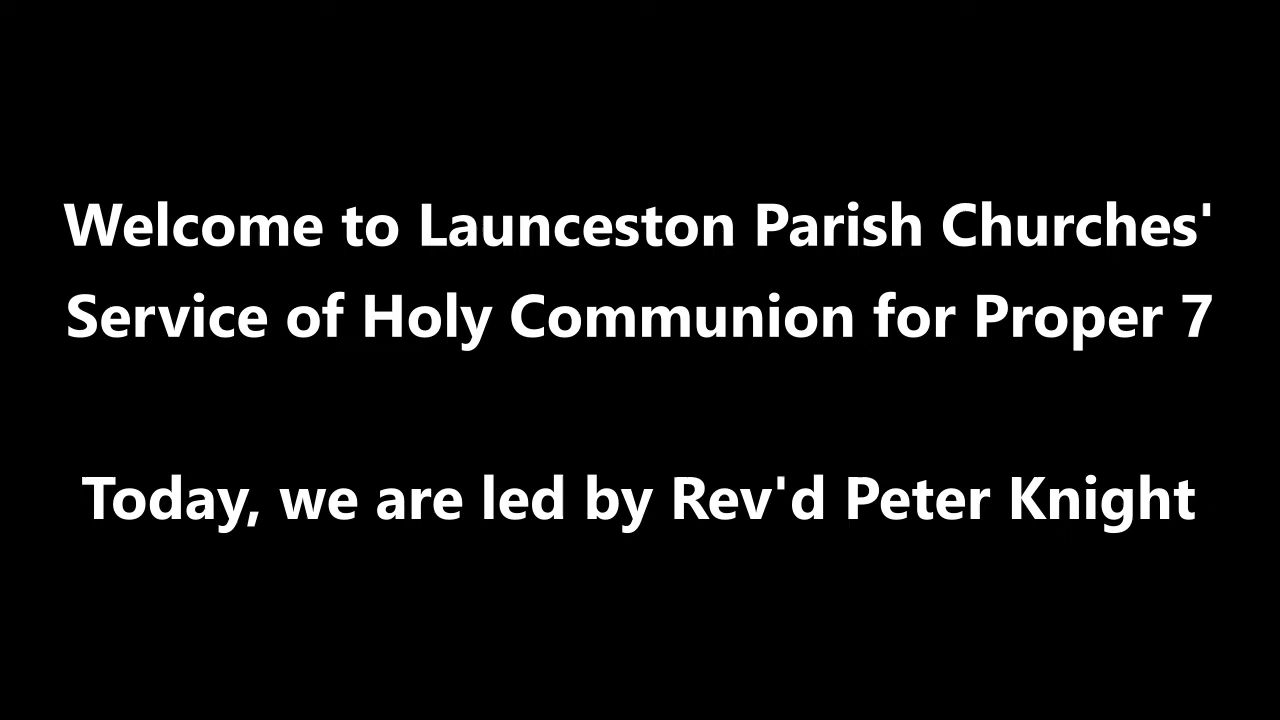 Welcome to Launceston Parish Churches'
Service of Holy Communion for Proper 7
Today, we are led by Rev'd Peter Knight